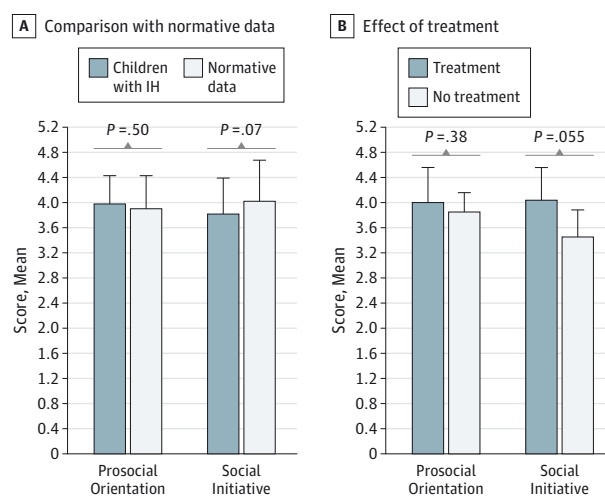 A Comparison with normative data
Children
with IH
Normative
data
P =.50
P =.07
5.2
4.8
4.4
4.0
3.6
3.2
2.8
2.4
2.0
1.6
1.2
0.8
0.4
0
Score, Mean
Prosocial
Orientation
Social
Initiative
B Effect of treatment
Treatment
No treatment
P =.38
P =.055
5.2
4.8
4.4
4.0
3.6
3.2
2.8
2.4
2.0
1.6
1.2
0.8
0.4
0
Score, Mean
Prosocial
Orientation
Social
Initiative